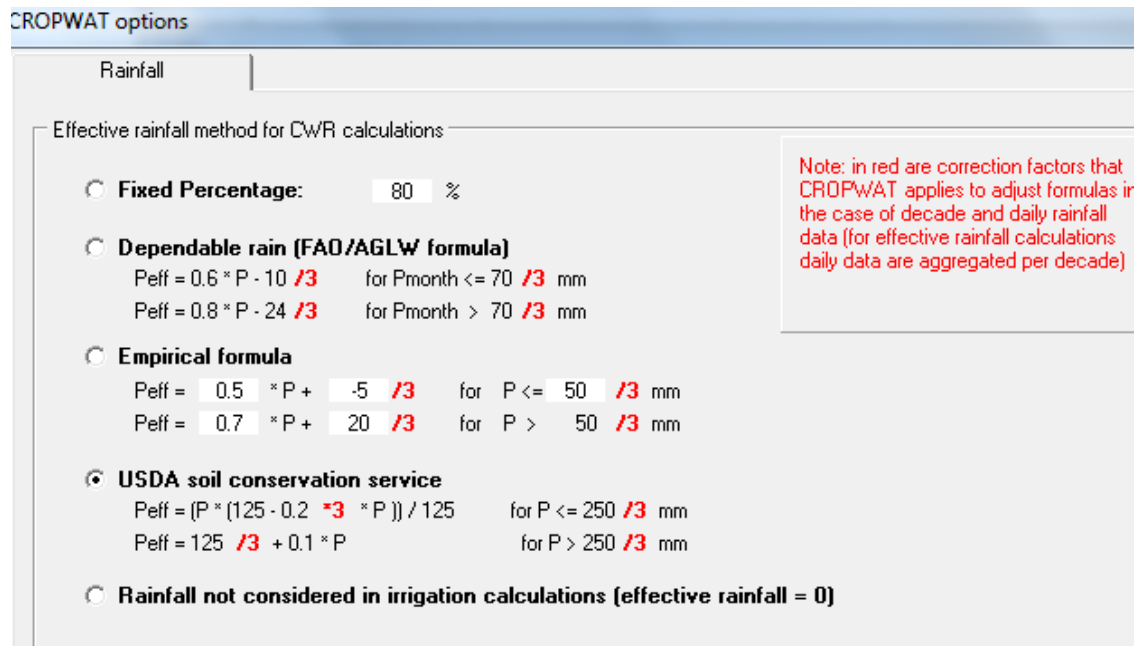 CROPWAT options
Rainfall
Effective rainfall method for CWR calculations
Note: in red are correction factors that
CROPWAT applies to adjust formulas in
the case of decade and daily rainfall
data (for effective rainfall calculations
daily data are aggregated per decade)
Fixed Percentage: 80 %
Dependable rain (FAO/AGLW formula)
Peff = 0.6 * P - 10 /3 for Pmonth <= 70 /3 mm
Peff = 0.8 * P - 24 /3 for Pmonth > 70 /3 mm
Empirical formula
Peff = 0.5 * P + -5 /3 for P <= 50 /3 mm
Peff = 0.7 * P + 20 /3 for P > 50 /3 mm
USDA soil conservation service
Peff = (P * (125 - 0.2 *3 * P )) / 125 for P <= 250 /3 mm
Peff = 125 /3 + 0.1 * P for P > 250 /3 mm
Rainfall not considered in irrigation calculations (effective rainfall = 0)